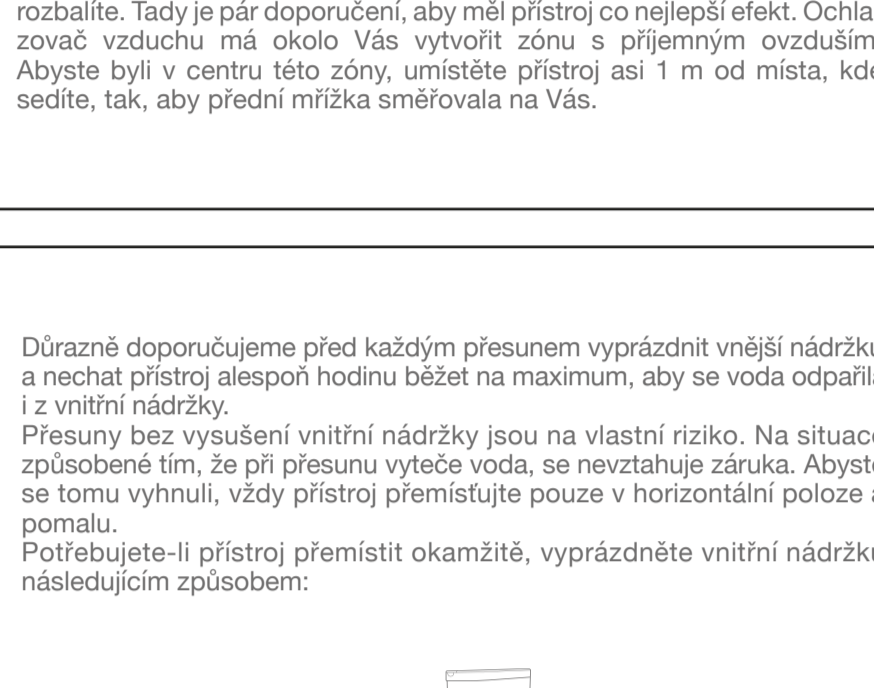 rozbalíte. Tady je pár doporučení, aby měl přístroj co nejlepší efekt. Ochla
zovač vzduchu má okolo Vás vytvořit zónu s příjemným ovzduším
Abyste byli v centru této zóny, umístěte přístroj asi 1 m od místa, kde
sedíte, tak, aby přední mřížka směřovala na Vás.
Důrazně doporučujeme před každým přesunem vyprázdnit vnější nádržku
a nechat přístroj alespoň hodinu běžet na maximum, aby se voda odpařila
i z vnitřní nádržky.
Přesuny bez vysušení vnitřní nádržky jsou na vlastní riziko. Na situace
způsobené tím, že při přesunu vyteče voda, se nevztahuje záruka. Abyste
se tomu vyhnuli, vždy přístroj přemísťujte pouze v horizontální poloze a
pomalu.
Potřebujete-li přístroj přemístit okamžitě, vyprázdněte vnitřní nádržku
následujícím způsobem: